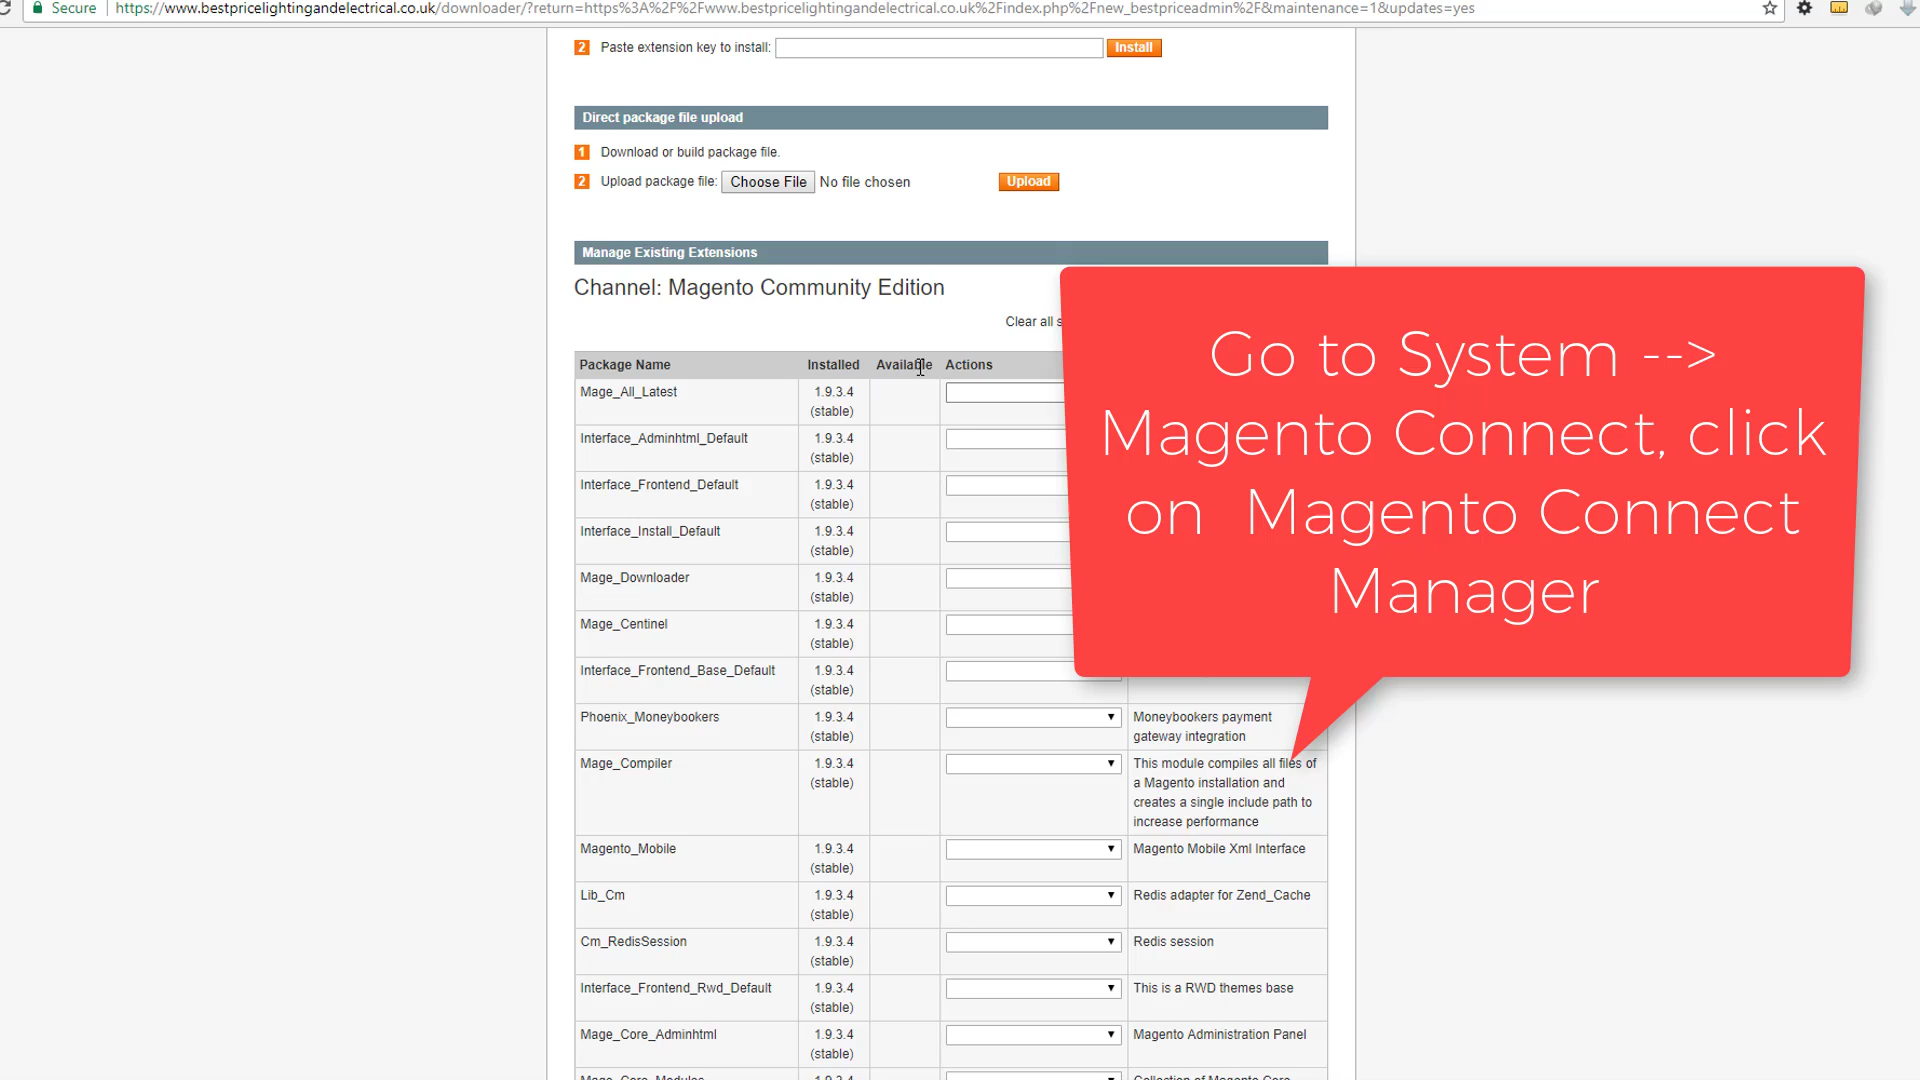 Secure https://www.bestpricelightingandelectrical.co.uk/downloader/?return=https%3A%2F%2Fwww.bestpricelightingandelectrical.co.uk%2Findex.php%2Fnew_bestpriceadmin%2F&maintenance=1&updates=yes
2 Paste extension key to install: Install
Direct package file upload
1 Download or build package file.
2 Upload package file: Choose File No file chosen Upload
Manage Existing Extensions
Channel: Magento Community Edition
Clear all s
Package Name Installed Available Actions
Mage_All_Latest 1.9.3.4
(stable)
Interface_Adminhtml_Default 1.9.3.4
(stable)
Interface_Frontend_Default 1.9.3.4
(stable)
Interface_Install_Default 1.9.3.4
(stable)
Mage_Downloader 1.9.3.4
(stable)
Mage_Centinel 1.9.3.4
(stable)
Interface_Frontend_Base_Default 1.9.3.4
(stable)
Go to System -->
Magento Connect, click
on Magento Connect
Manager
Phoenix_Moneybookers 1.9.3.4 Moneybookers payment
(stable) gateway integration
Mage_Compiler 1.9.3.4 This module compiles all files of
(stable) a Magento installation and
creates a single include path to
increase performance
Magento_Mobile 1.9.3.4 Magento Mobile Xml Interface
(stable)
Lib_Cm 1.9.3.4 Redis adapter for Zend_Cache
(stable)
Cm_RedisSession 1.9.3.4 Redis session
(stable)
Interface_Frontend_Rwd_Default 1.9.3.4 This is a RWD themes base
(stable)
Mage_Core_Adminhtml 1.9.3.4 Magento Administration Panel
(stable)
Mage_Core_Modules 1.9.3.4 Collection of Magento Core